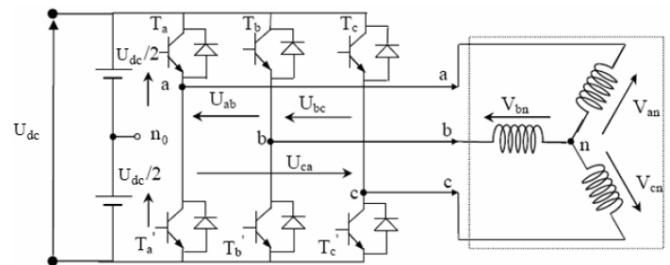 Ta
Tb
Tc
Udc/2
a
a
Uab
Ubc
Vbn
Van
Udc
n0
b
b
n
Udc/2
Uca
Vcn
c
c
Ta'
Tb'
Tc'